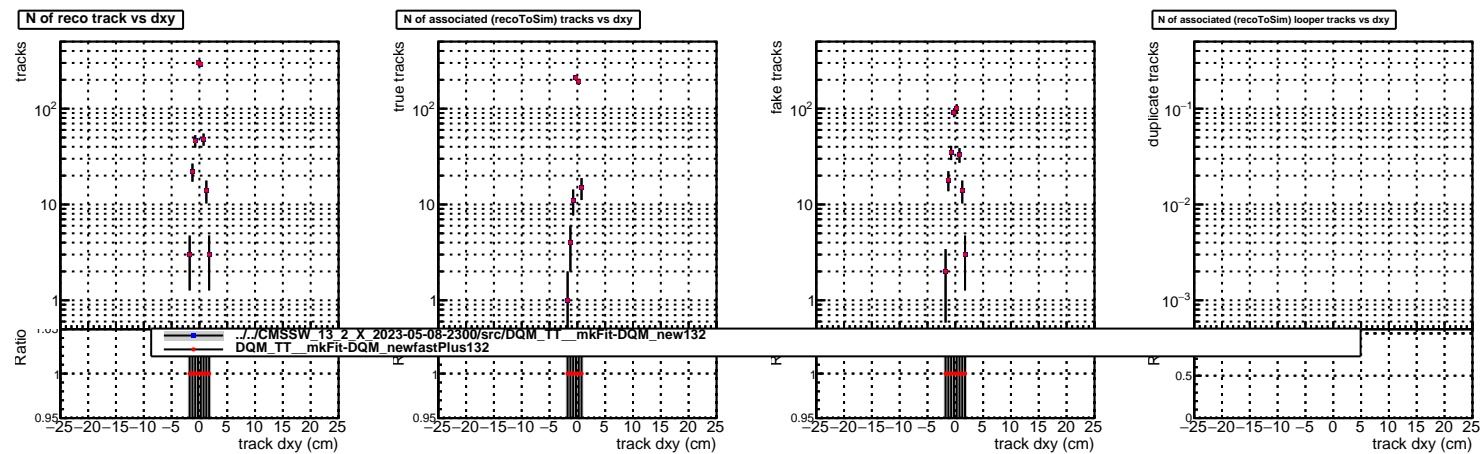 N of reco track vs dxy
N of associated (recoToSim) tracks vs dxy
N of associated (recoToSim) looper tracks vs dxy
tracks
true tracks
fake tracks
duplicate tracks
10²
10
1
10²
10
1
10²
10
1
10⁻¹
10⁻²
10⁻³
../../CMSSW_13_2_X_2023-05-08-2300/src/DQM_TT__mkFit-DQM_new132
DQM_TT__mkFit-DQM_newfastPlus132
Ratio
1
0.95
1
0.95
1
0.95
0.5
0
−25 −20 −15 −10 −5 0 5 10 15 20 25
−25 −20 −15 −10 −5 0 5 10 15 20 25
−25 −20 −15 −10 −5 0 5 10 15 20 25
−25 −20 −15 −10 −5 0 5 10 15 20 25
track dxy (cm)
track dxy (cm)
track dxy (cm)
track dxy (cm)